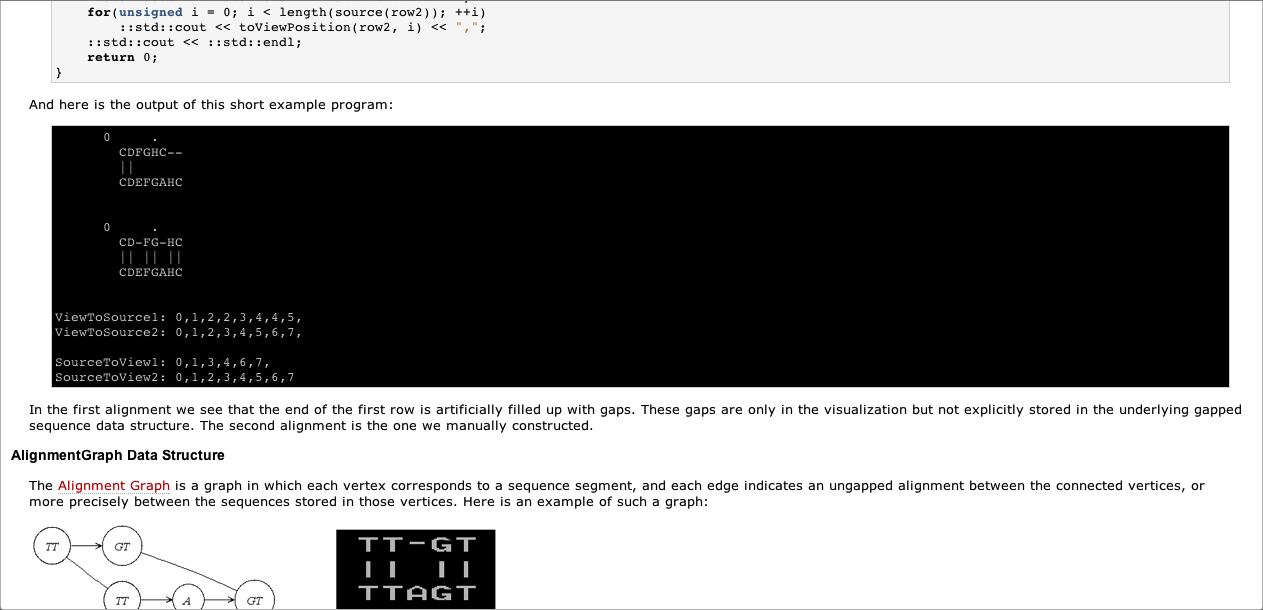 for(unsigned i = 0; i < length(source(row2)); ++i)
::std::cout << toViewPosition(row2, i) << ",";
::std::cout << ::std::endl;
return 0;
}
And here is the output of this short example program:
0 .
CDFGHC--
||
CDEFGAHC
0 .
CD-FG-HC
|| || ||
CDEFGAHC
ViewToSource1: 0,1,2,2,3,4,4,5,
ViewToSource2: 0,1,2,3,4,5,6,7,
SourceToView1: 0,1,3,4,6,7,
SourceToView2: 0,1,2,3,4,5,6,7
In the first alignment we see that the end of the first row is artificially filled up with gaps. These gaps are only in the visualization but not explicitly stored in the underlying gapped
sequence data structure. The second alignment is the one we manually constructed.
AlignmentGraph Data Structure
The Alignment Graph is a graph in which each vertex corresponds to a sequence segment, and each edge indicates an ungapped alignment between the connected vertices, or
more precisely between the sequences stored in those vertices. Here is an example of such a graph:
TT GT
TT A GT
TT-GT
|| ||
TTAGT